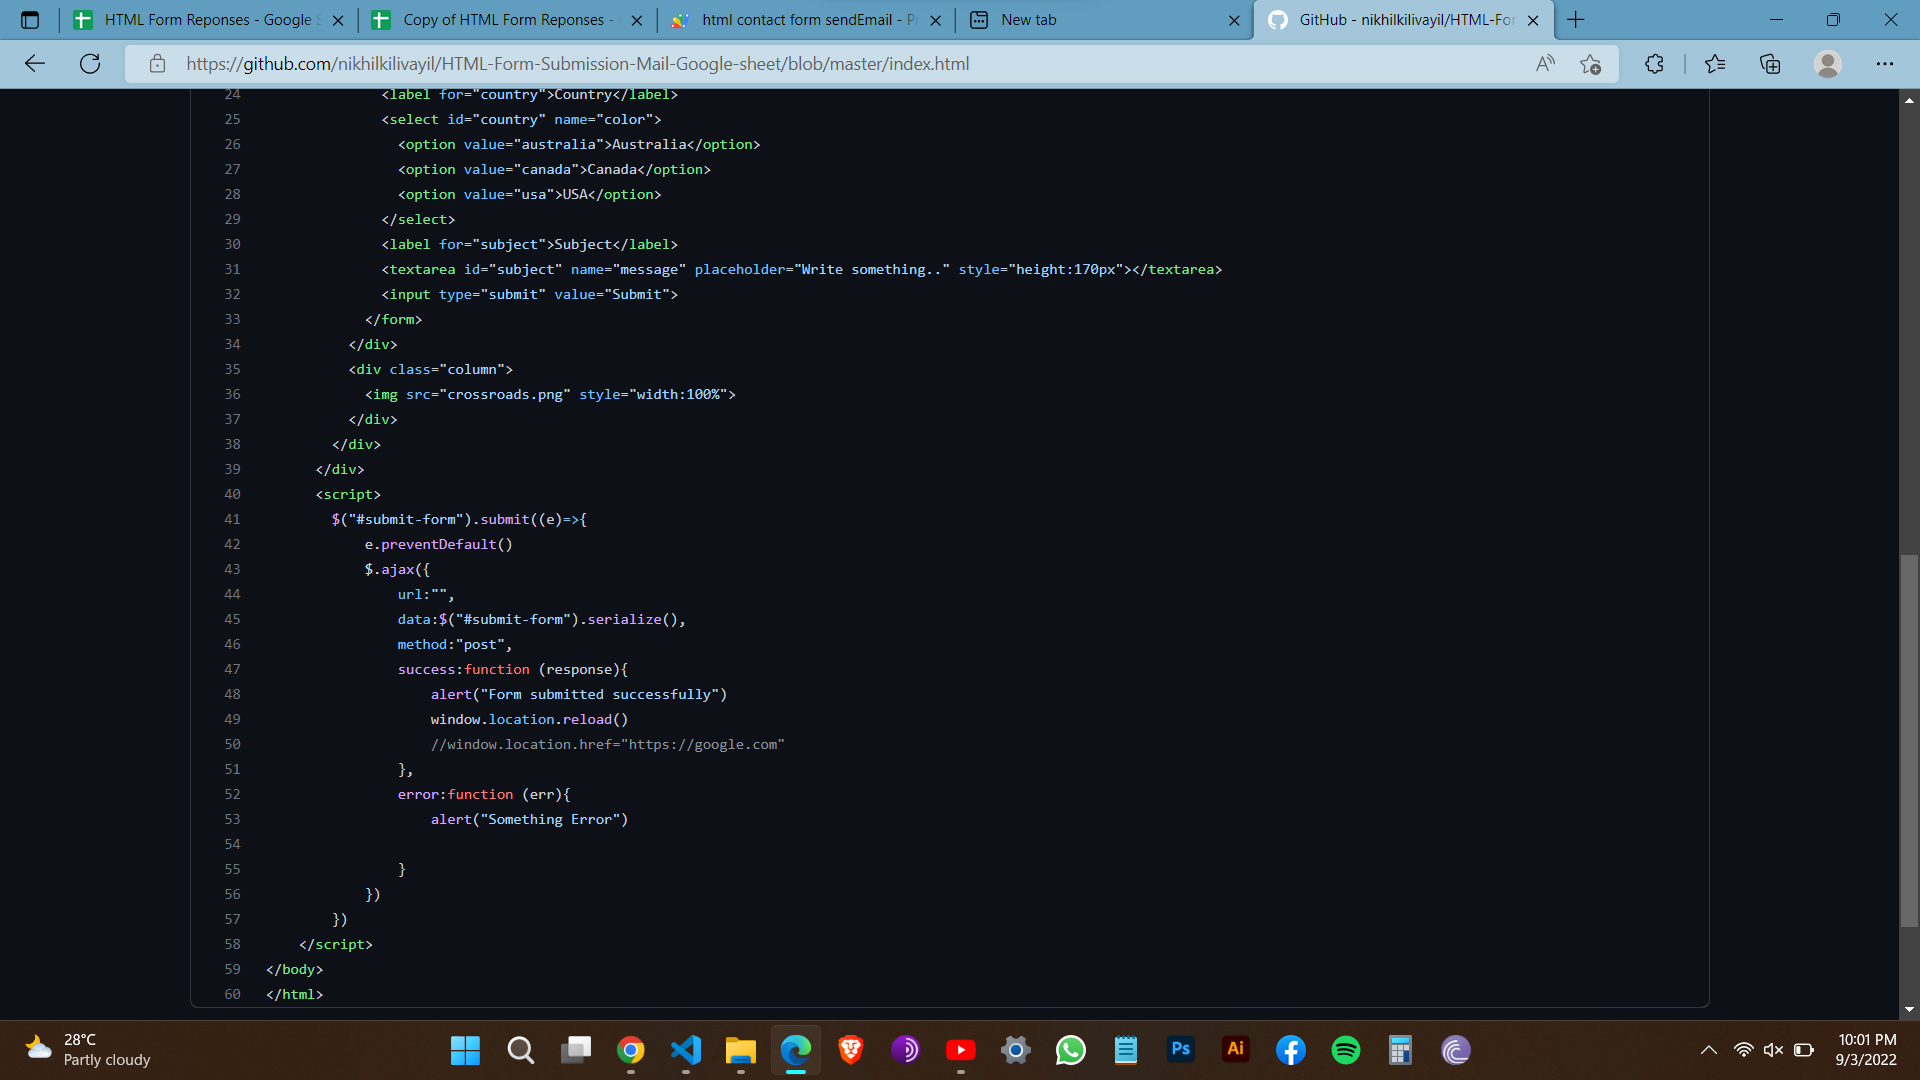 HTML Form Reponses - Google S
Copy of HTML Form Reponses -
html contact form sendEmail - Pr
New tab
GitHub - nikhilkilivayil/HTML-For
https://github.com/nikhilkilivayil/HTML-Form-Submission-Mail-Google-sheet/blob/master/index.html
24 <label for="country">Country</label>
25 <select id="country" name="color">
26 <option value="australia">Australia</option>
27 <option value="canada">Canada</option>
28 <option value="usa">USA</option>
29 </select>
30 <label for="subject">Subject</label>
31 <textarea id="subject" name="message" placeholder="Write something.." style="height:170px"></textarea>
32 <input type="submit" value="Submit">
33 </form>
34 </div>
35 <div class="column">
36 <img src="crossroads.png" style="width:100%">
37 </div>
38 </div>
39 </div>
40 <script>
41 $("#submit-form").submit((e)=>{
42 e.preventDefault()
43 $.ajax({
44 url:"",
45 data:$("#submit-form").serialize(),
46 method:"post",
47 success:function (response){
48 alert("Form submitted successfully")
49 window.location.reload()
50 //window.location.href="https://google.com"
51 },
52 error:function (err){
53 alert("Something Error")
54
55 }
56 })
57 })
58 </script>
59 </body>
60 </html>
28°C
Partly cloudy
Ps
Ai
10:01 PM
9/3/2022